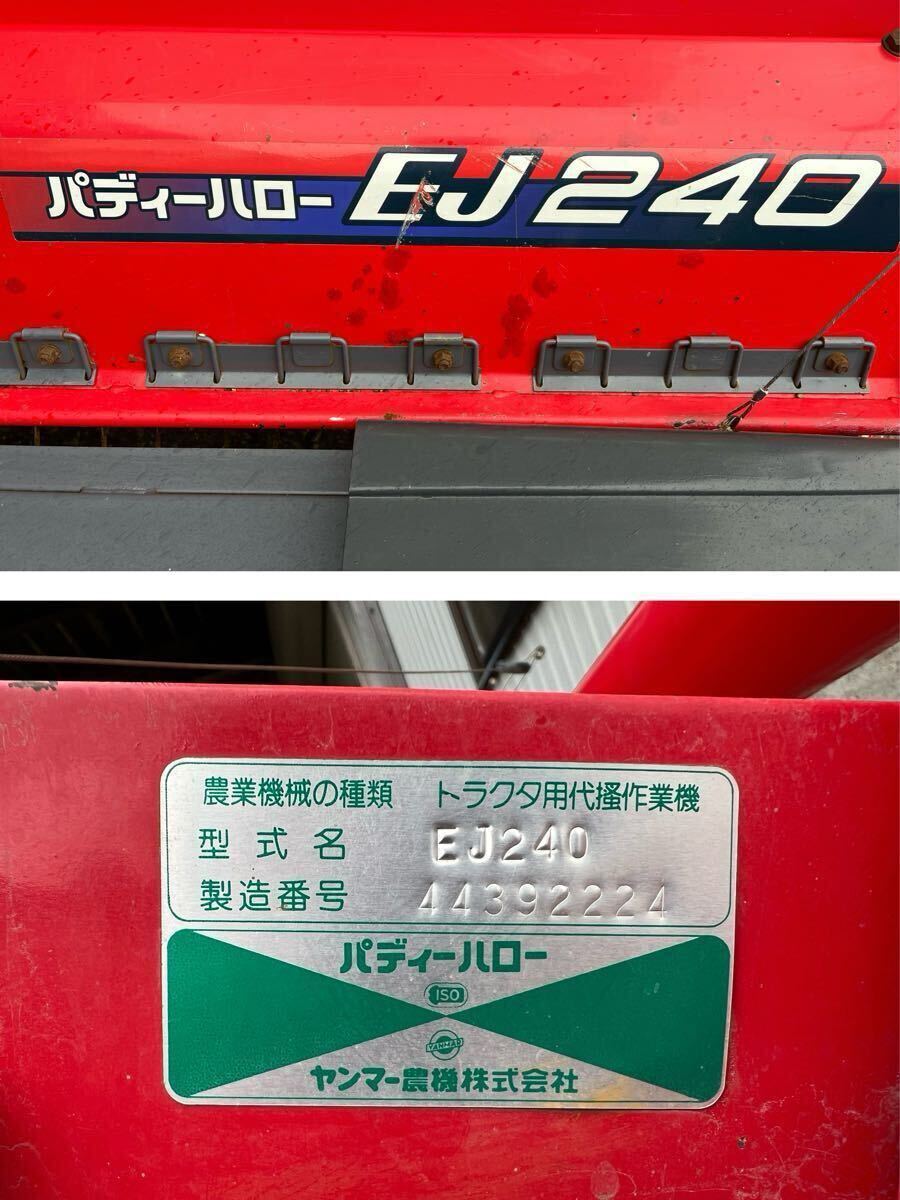 パディーハロー EJ240
農業機械の種類 トラクタ用代掻作業機
型式名 EJ240
製造番号 44392224
パディーハロー
ISO
YANMAR
ヤンマー農機株式会社